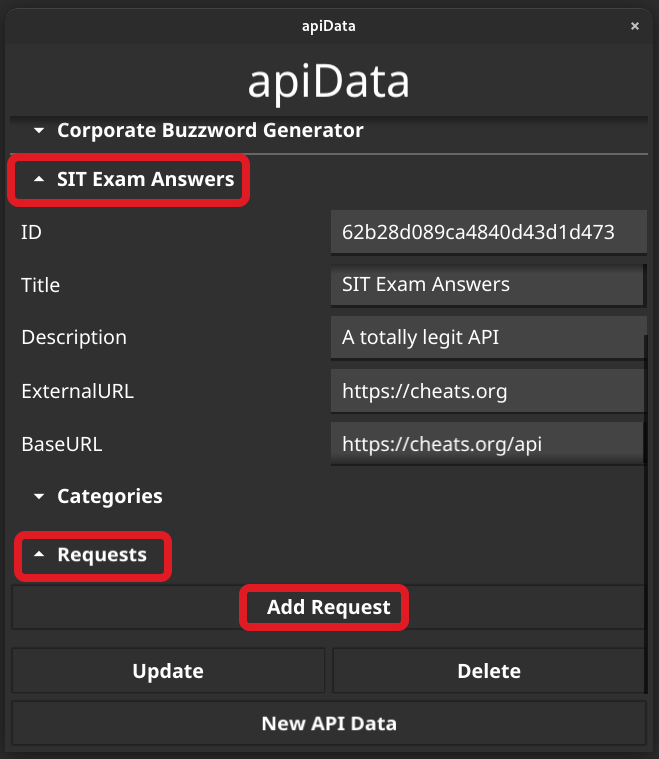 apiData
apiData
Corporate Buzzword Generator
SIT Exam Answers
ID 62b28d089ca4840d43d1d473
Title SIT Exam Answers
Description A totally legit API
ExternalURL https://cheats.org
BaseURL https://cheats.org/api
Categories
Requests
Add Request
Update Delete
New API Data